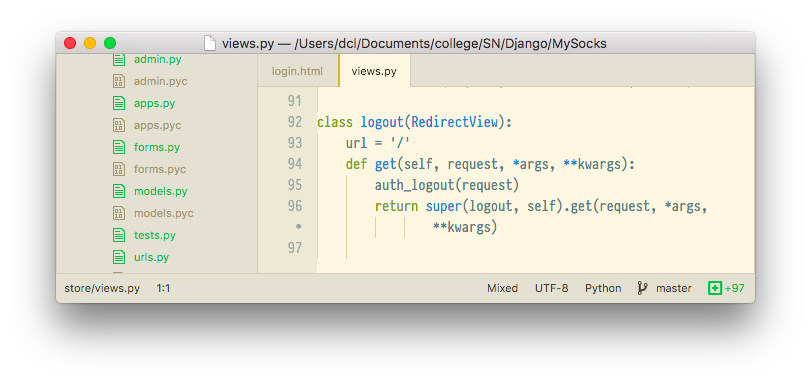 views.py — /Users/dcl/Documents/college/SN/Django/MySocks
admin.py
admin.pyc
apps.py
apps.pyc
forms.py
forms.pyc
models.py
models.pyc
tests.py
urls.py
login.html
views.py
91
92 class logout(RedirectView):
93 url = '/'
94 def get(self, request, *args, **kwargs):
95 auth_logout(request)
96 return super(logout, self).get(request, *args,
• **kwargs)
97
store/views.py 1:1 Mixed UTF-8 Python master +97